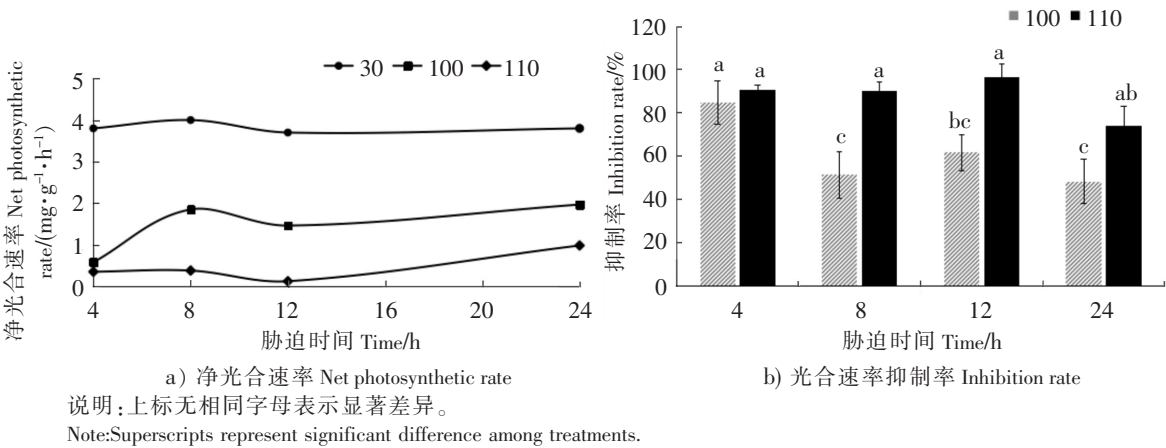 净光合速率 Net photosynthetic
rate/(mg·g⁻¹·h⁻¹)
30 100 110
5
4
3
2
1
0
4 8 12 16 20 24
胁迫时间 Time/h
a）净光合速率 Net photosynthetic rate
抑制率 Inhibition rate/%
100 110
120
100
80
60
40
20
0
a a c a bc a c ab
4 8 12 24
胁迫时间 Time/h
b) 光合速率抑制率 Inhibition rate
说明:上标无相同字母表示显著差异。
Note:Superscripts represent significant difference among treatments.